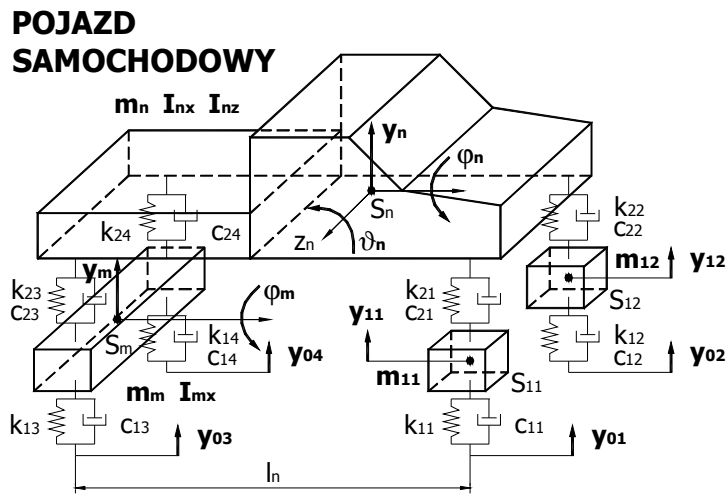 POJAZD
SAMOCHODOWY
mn Inx Inz
yn
φn
Sn
zn
ϑn
k24 c24
k22
c22
ym
m12 y12
S12
k23
c23
φm
k21
c21
y11
Sm
k14
c14
y04
k12
c12
y02
m11
S11
mm Imx
k13 c13
y03
k11 c11
y01
ln